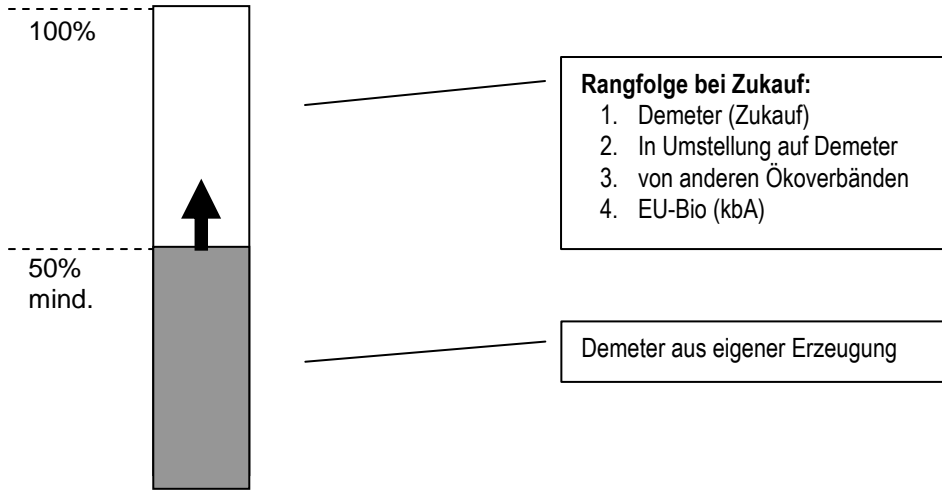 100%
Rangfolge bei Zukauf:
1. Demeter (Zukauf)
2. In Umstellung auf Demeter
3. von anderen Ökoverbänden
4. EU-Bio (kbA)
50%
mind.
Demeter aus eigener Erzeugung